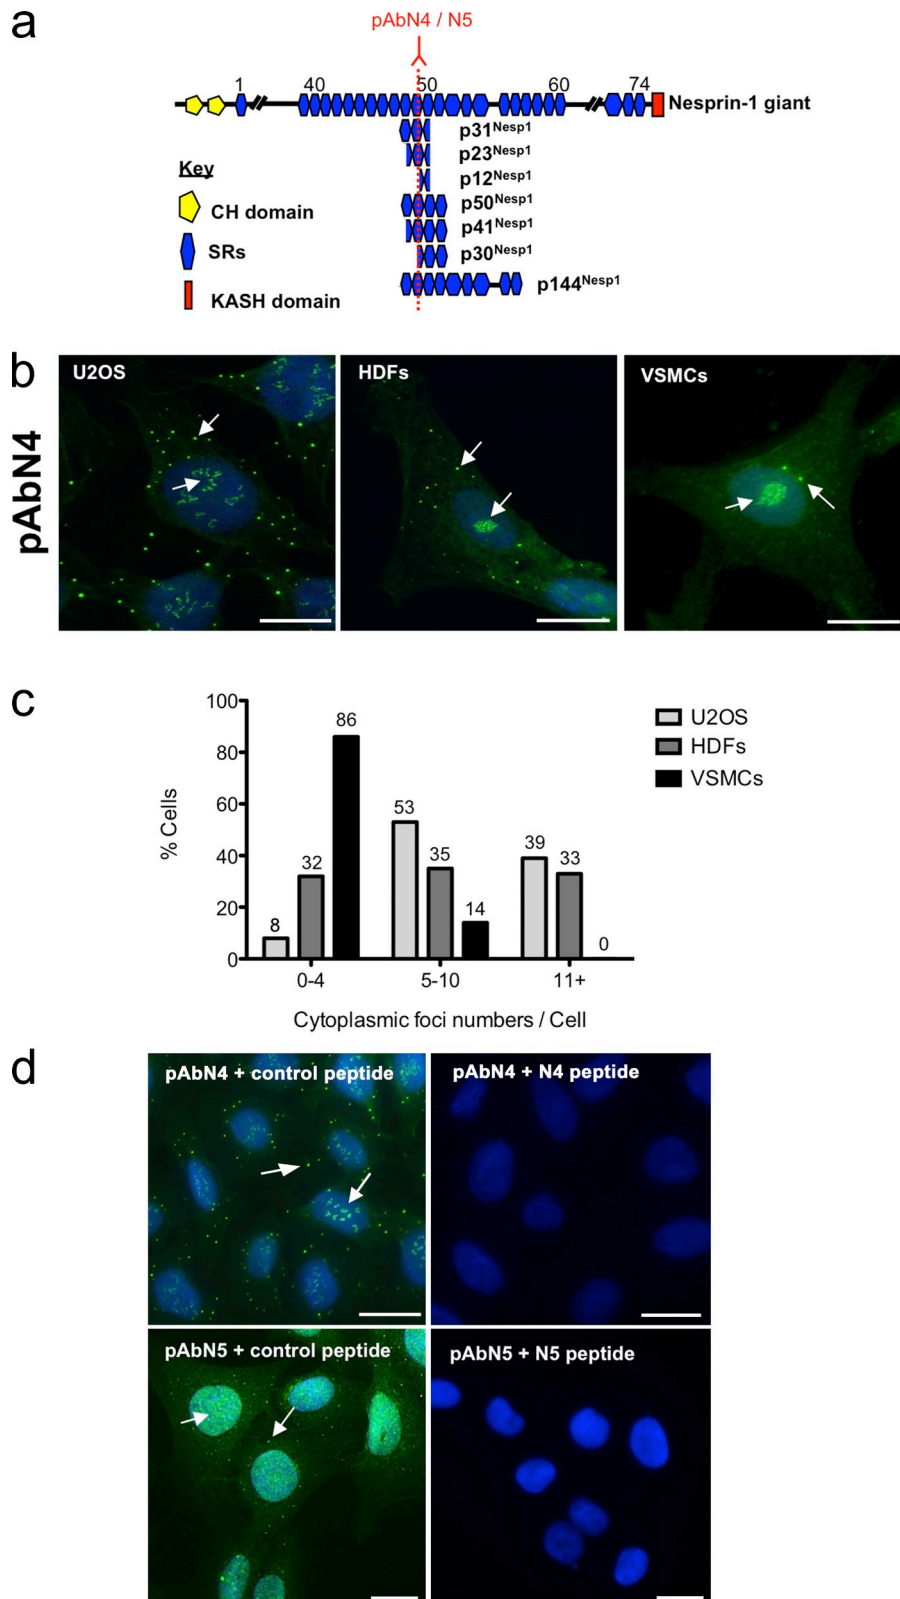 a
pAbN4 / N5
1 40 50 60 74
Nesprin-1 giant
p31Nesp1
p23Nesp1
p12Nesp1
p50Nesp1
p41Nesp1
p30Nesp1
p144Nesp1
Key
CH domain
SRs
KASH domain
b
pAbN4
U2OS
HDFs
VSMCs
c
% Cells
100
80
60
40
20
0
8 32 86
53 35 14
39 33 0
0-4 5-10 11+
Cytoplasmic foci numbers / Cell
U2OS
HDFs
VSMCs
d
pAbN4 + control peptide
pAbN4 + N4 peptide
pAbN5 + control peptide
pAbN5 + N5 peptide